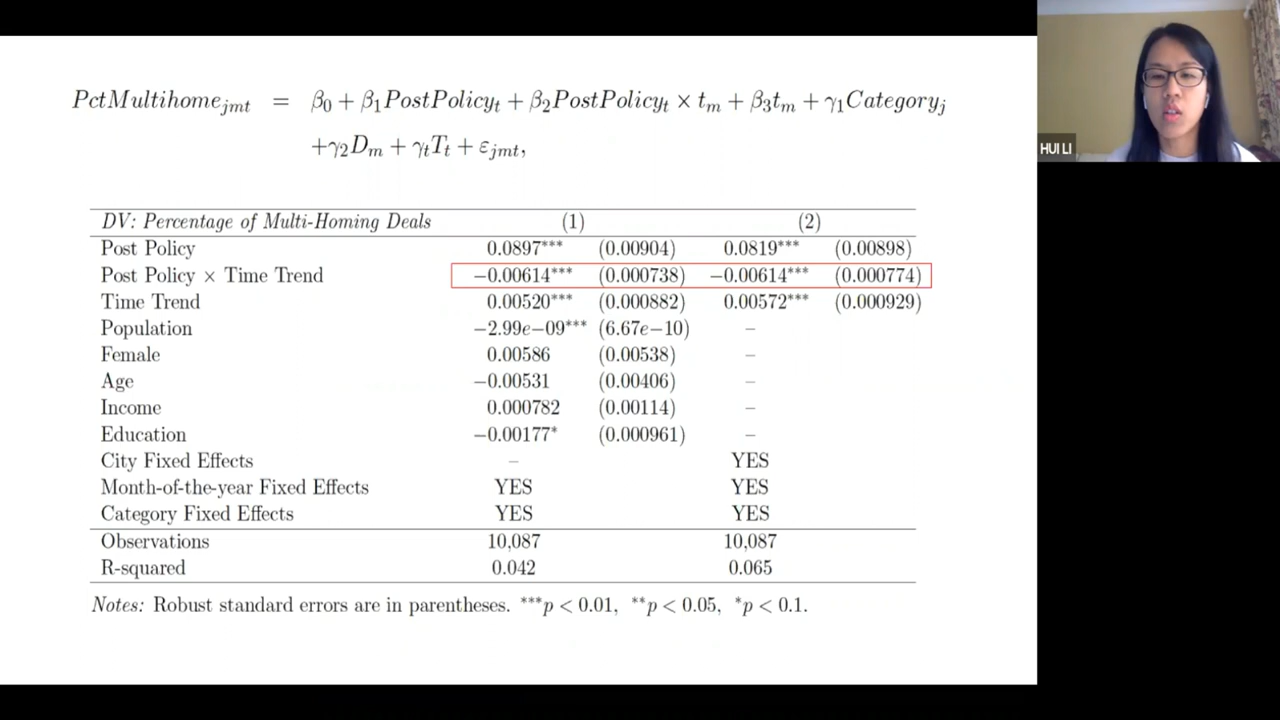 PctMultihome_{jmt} = β_0 + β_1PostPolicy_t + β_2PostPolicy_t × t_m + β_3t_m + γ_1Category_j
+γ_2D_m + γ_tT_t + ε_{jmt},
HUI LI
DV: Percentage of Multi-Homing Deals (1) (2)
Post Policy 0.0897*** (0.00904) 0.0819*** (0.00898)
Post Policy × Time Trend −0.00614*** (0.000738) −0.00614*** (0.000774)
Time Trend 0.00520*** (0.000882) 0.00572*** (0.000929)
Population −2.99e−09*** (6.67e−10) –
Female 0.00586 (0.00538) –
Age −0.00531 (0.00406) –
Income 0.000782 (0.00114) –
Education −0.00177* (0.000961) –
City Fixed Effects – YES
Month-of-the-year Fixed Effects YES YES
Category Fixed Effects YES YES
Observations 10,087 10,087
R-squared 0.042 0.065
Notes: Robust standard errors are in parentheses. ***p < 0.01, **p < 0.05, *p < 0.1.